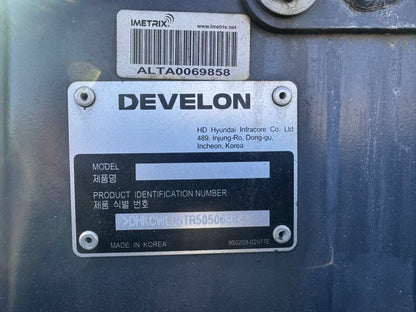 IMETRIX www.imetrix.net
ALTA0069858
DEVELON
HD Hyundai Infracore Co. Ltd
489, Injung-Ro, Dong-gu,
Incheon, Korea
MODEL
제품명
PRODUCT IDENTIFICATION NUMBER
제품 식별 번호
MADE IN KOREA 950209-02977E